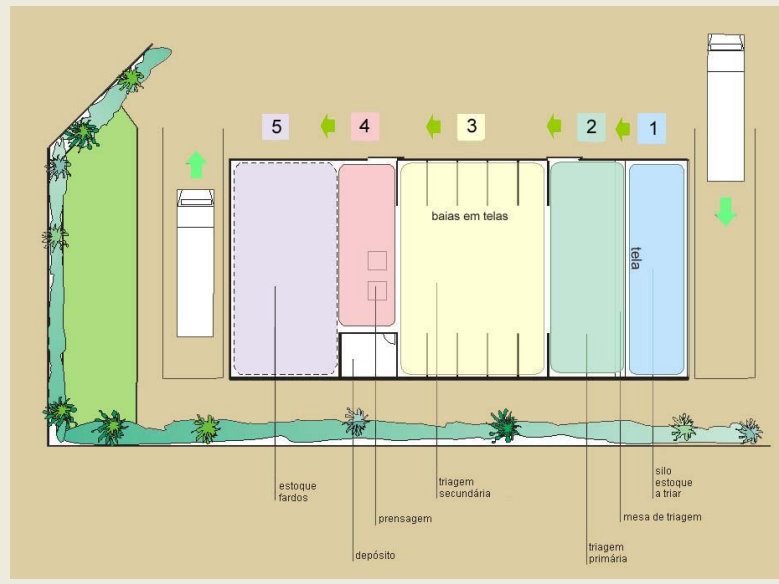 5
4
3
2
1
baias em telas
tela
estoque
fardos
prensagem
depósito
triagem
secundária
triagem
primária
mesa de triagem
silo
estoque
a triar